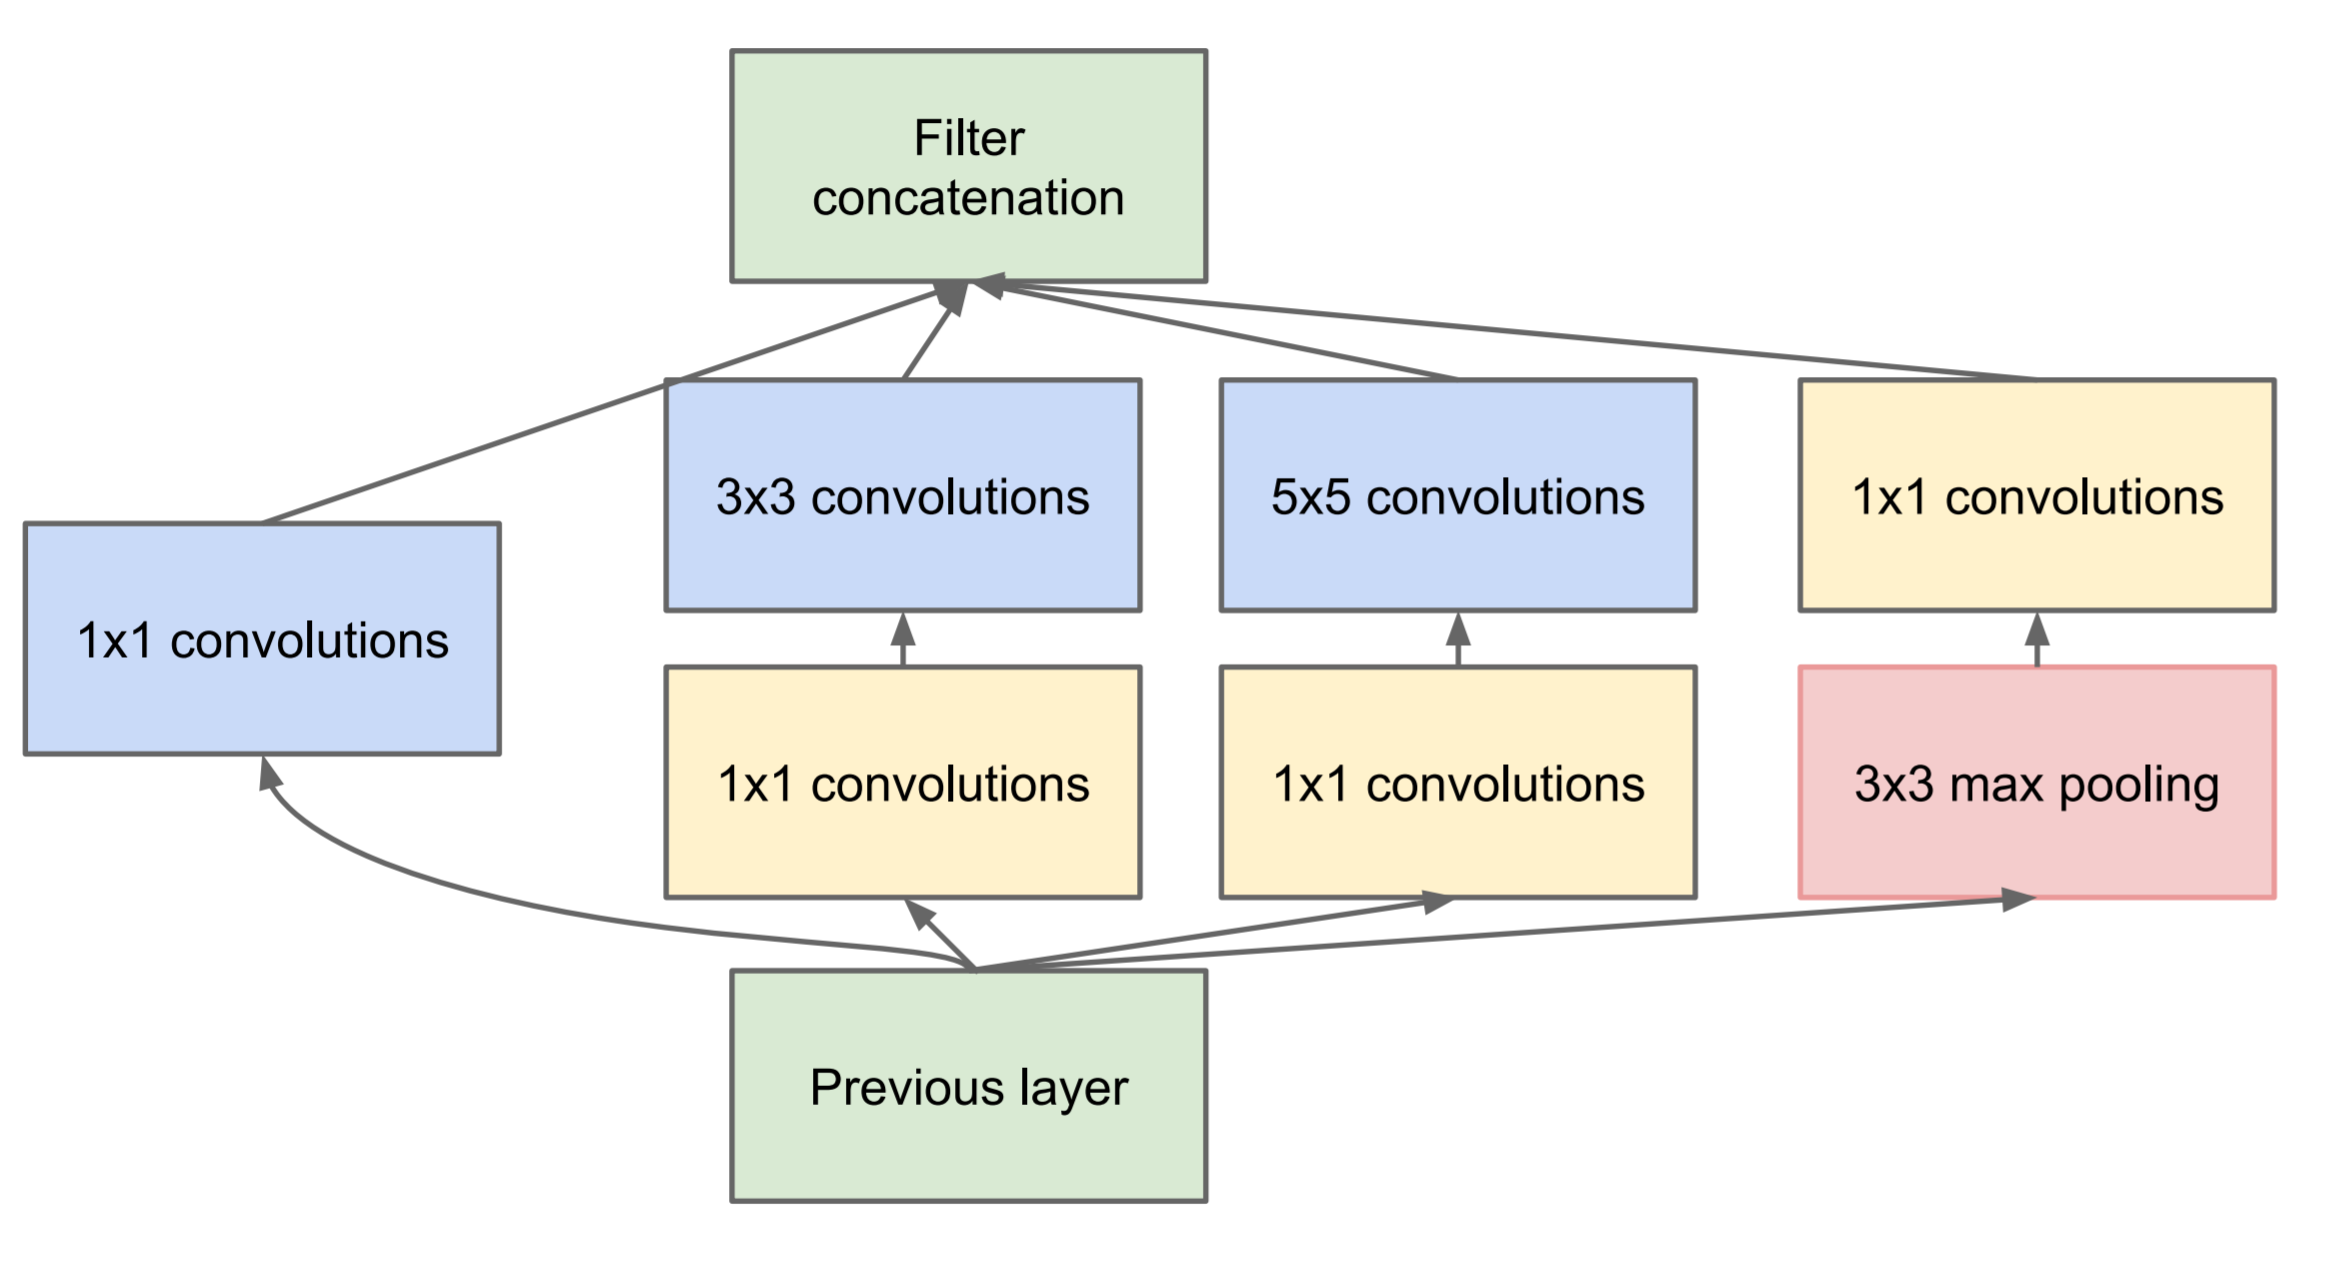 Filter
concatenation
3x3 convolutions
5x5 convolutions
1x1 convolutions
1x1 convolutions
1x1 convolutions
1x1 convolutions
3x3 max pooling
Previous layer